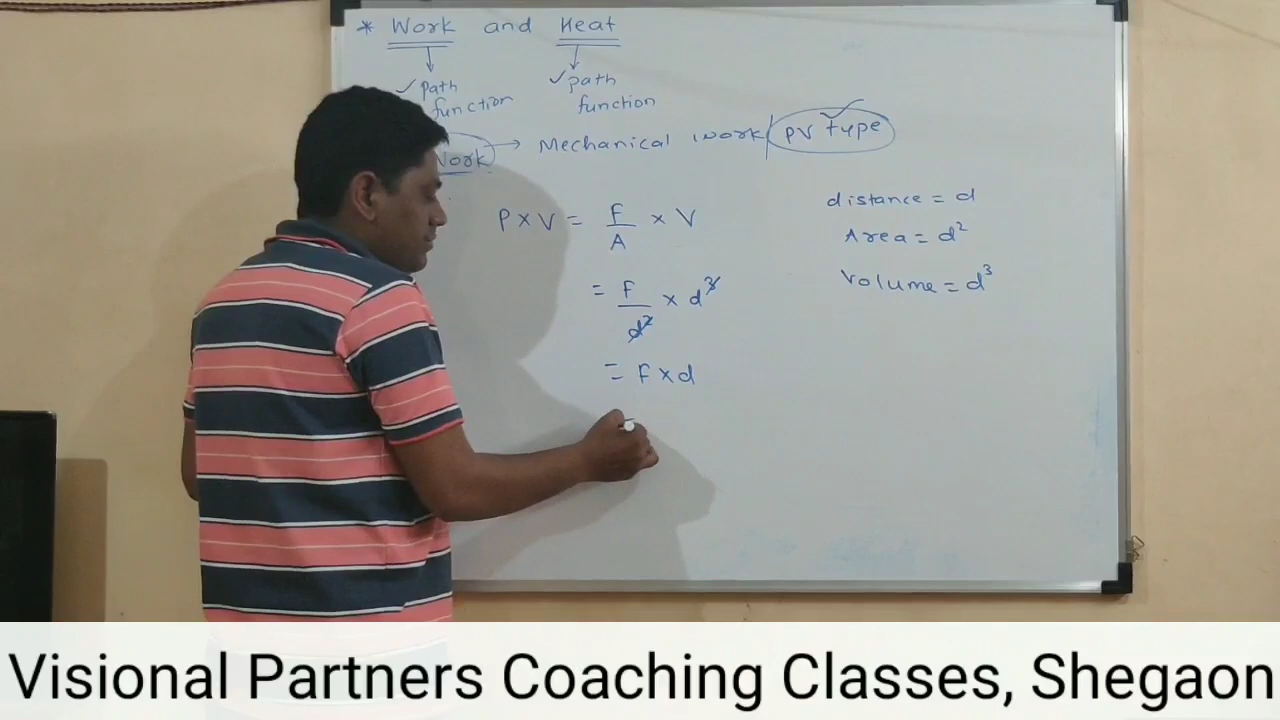 * Work and Heat
✓ path function
✓ path function
Work → Mechanical work | PV type ✓
P × V = F/A × V
distance = d
Area = d²
= F/d² × d³
Volume = d³
= F × d
=
Visional Partners Coaching Classes, Shegaon